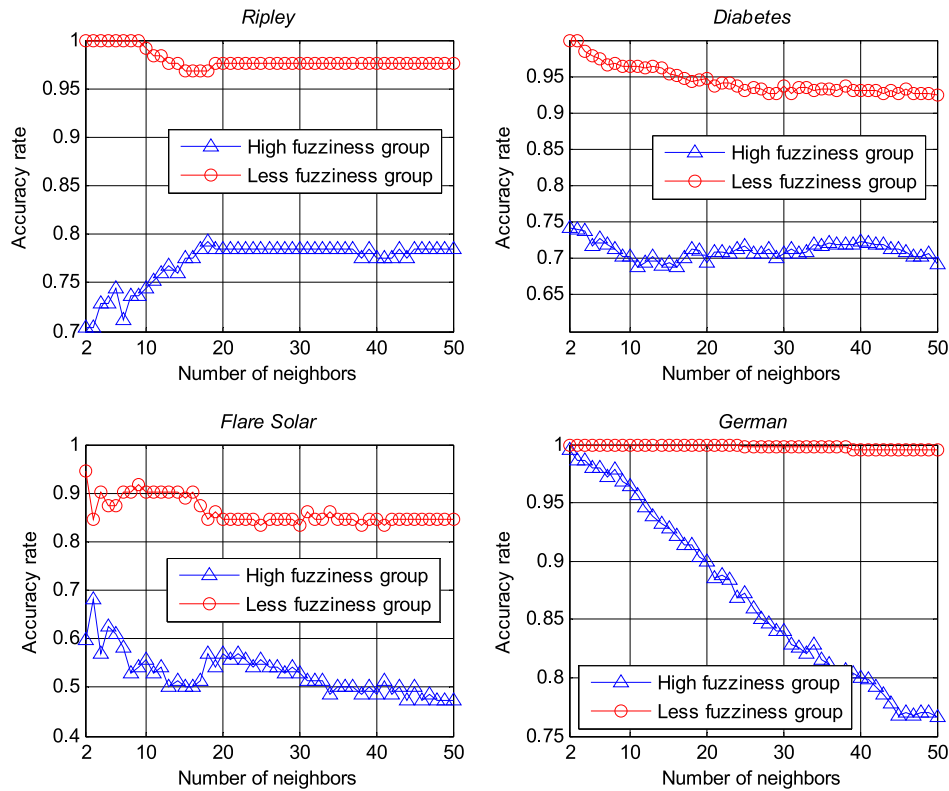 Ripley
1
0.95
0.9
0.85
0.8
0.75
0.7
2
10
20
30
40
50
Accuracy rate
Number of neighbors
High fuzziness group
Less fuzziness group
Diabetes
1
0.95
0.9
0.85
0.8
0.75
0.7
0.65
2
10
20
30
40
50
Accuracy rate
Number of neighbors
High fuzziness group
Less fuzziness group
Flare Solar
1
0.9
0.8
0.7
0.6
0.5
0.4
2
10
20
30
40
50
Accuracy rate
Number of neighbors
High fuzziness group
Less fuzziness group
German
1
0.95
0.9
0.85
0.8
0.75
2
10
20
30
40
50
Accuracy rate
Number of neighbors
High fuzziness group
Less fuzziness group